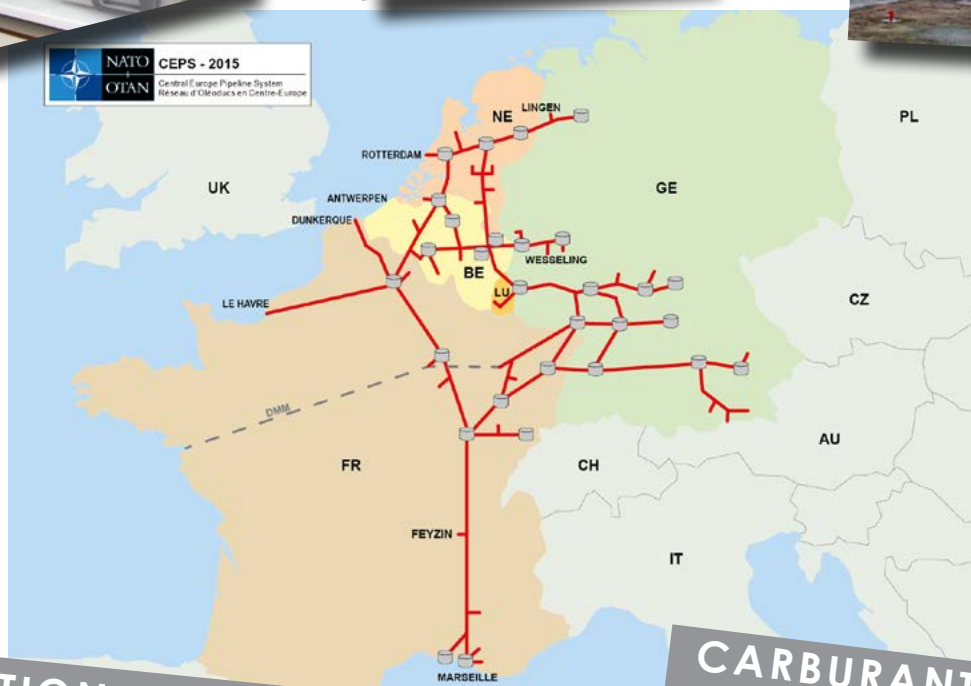 NATO
OTAN
CEPS - 2015
Central Europe Pipeline System
Réseau d'Oléoducs en Centre-Europe
NE
LINGEN
PL
ROTTERDAM
UK
GE
ANTWERPEN
DUNKERQUE
WESSELING
BE
LU
LE HAVRE
CZ
DMM
AU
FR
CH
FEYZIN
IT
MARSEILLE
CARBURANT